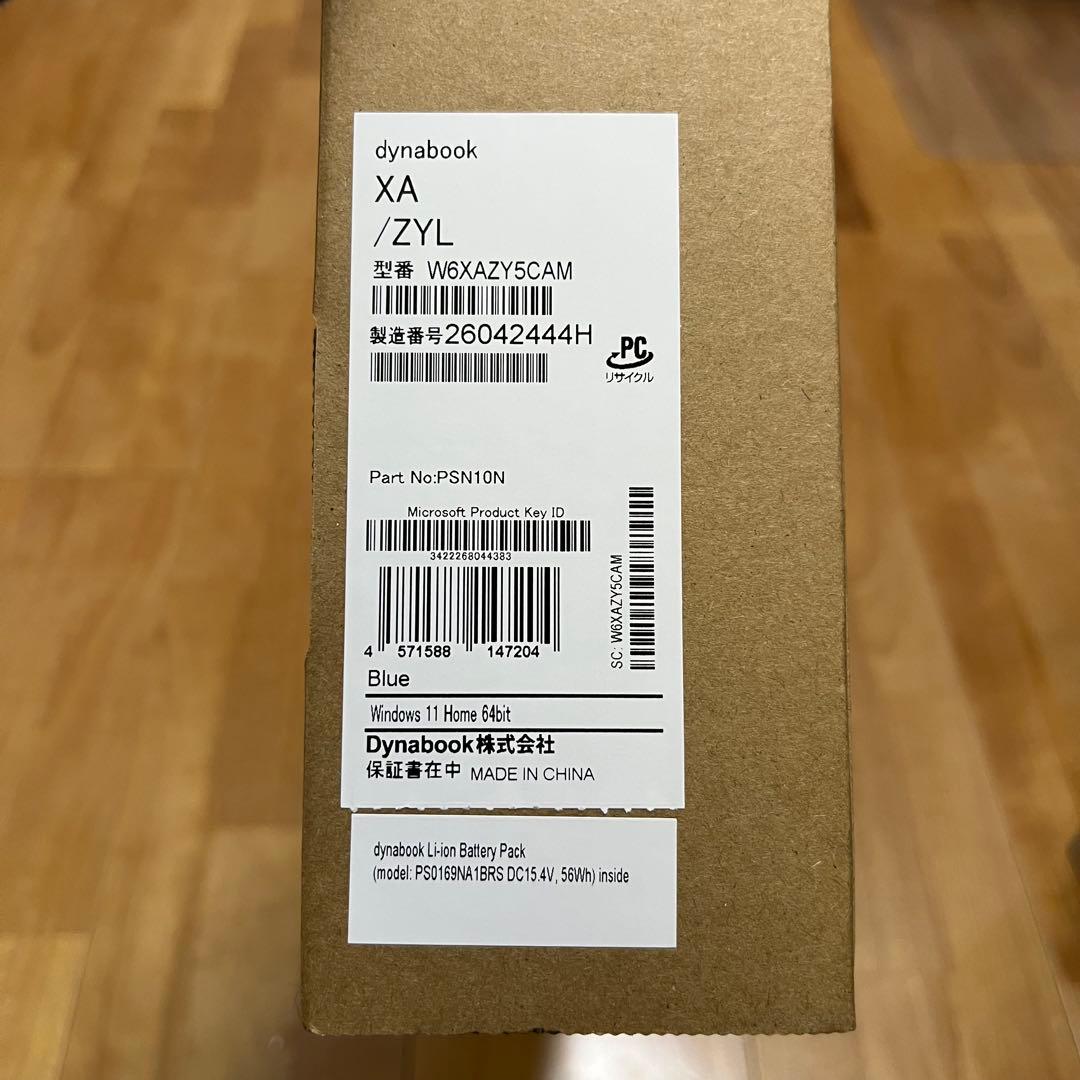 dynabook
XA
/ZYL
型番 W6XAZY5CAM
製造番号26042444H
PC
リサイクル
Part No:PSN10N
Microsoft Product Key ID
3422268044383
4 571588 147204
SC: W6XAZY5CAM
Blue
Windows 11 Home 64bit
Dynabook株式会社
保証書在中 MADE IN CHINA
dynabook Li-ion Battery Pack
(model: PS0169NA1BRS DC15.4V, 56Wh) inside